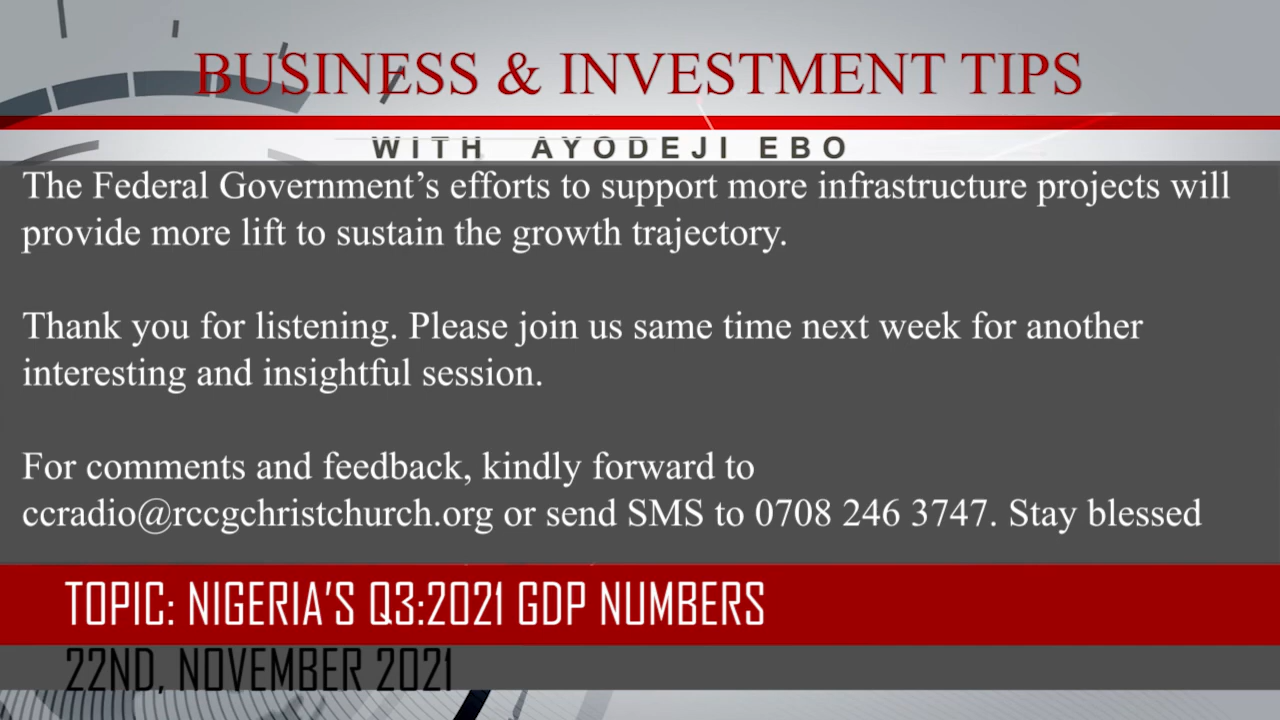 BUSINESS & INVESTMENT TIPS
WITH AYODEJI EBO
The Federal Government’s efforts to support more infrastructure projects will
provide more lift to sustain the growth trajectory.
Thank you for listening. Please join us same time next week for another
interesting and insightful session.
For comments and feedback, kindly forward to
ccradio@rccgchristchurch.org or send SMS to 0708 246 3747. Stay blessed
TOPIC: NIGERIA’S Q3:2021 GDP NUMBERS
22ND, NOVEMBER 2021